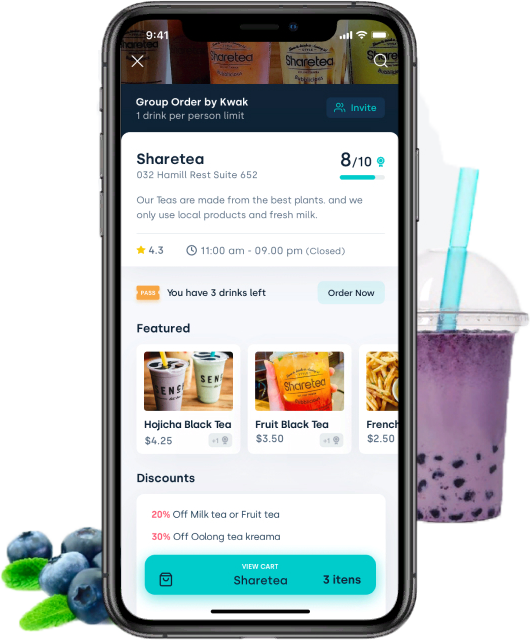 9:41
Sharetea
Group Order by Kwak
1 drink per person limit
Invite
Sharetea
8/10
032 Hamill Rest Suite 652
Our Teas are made from the best plants. and we
only use local products and fresh milk.
4.3
11:00 am - 09.00 pm (Closed)
PASS
You have 3 drinks left
Order Now
Featured
SENS
SEN
Sharetea
Hojicha Black Tea
$4.25
+1
Fruit Black Tea
$3.50
+1
French
$2.50
Discounts
20% Off Milk tea or Fruit tea
30% Off Oolong tea kreama
VIEW CART
Sharetea
3 itens